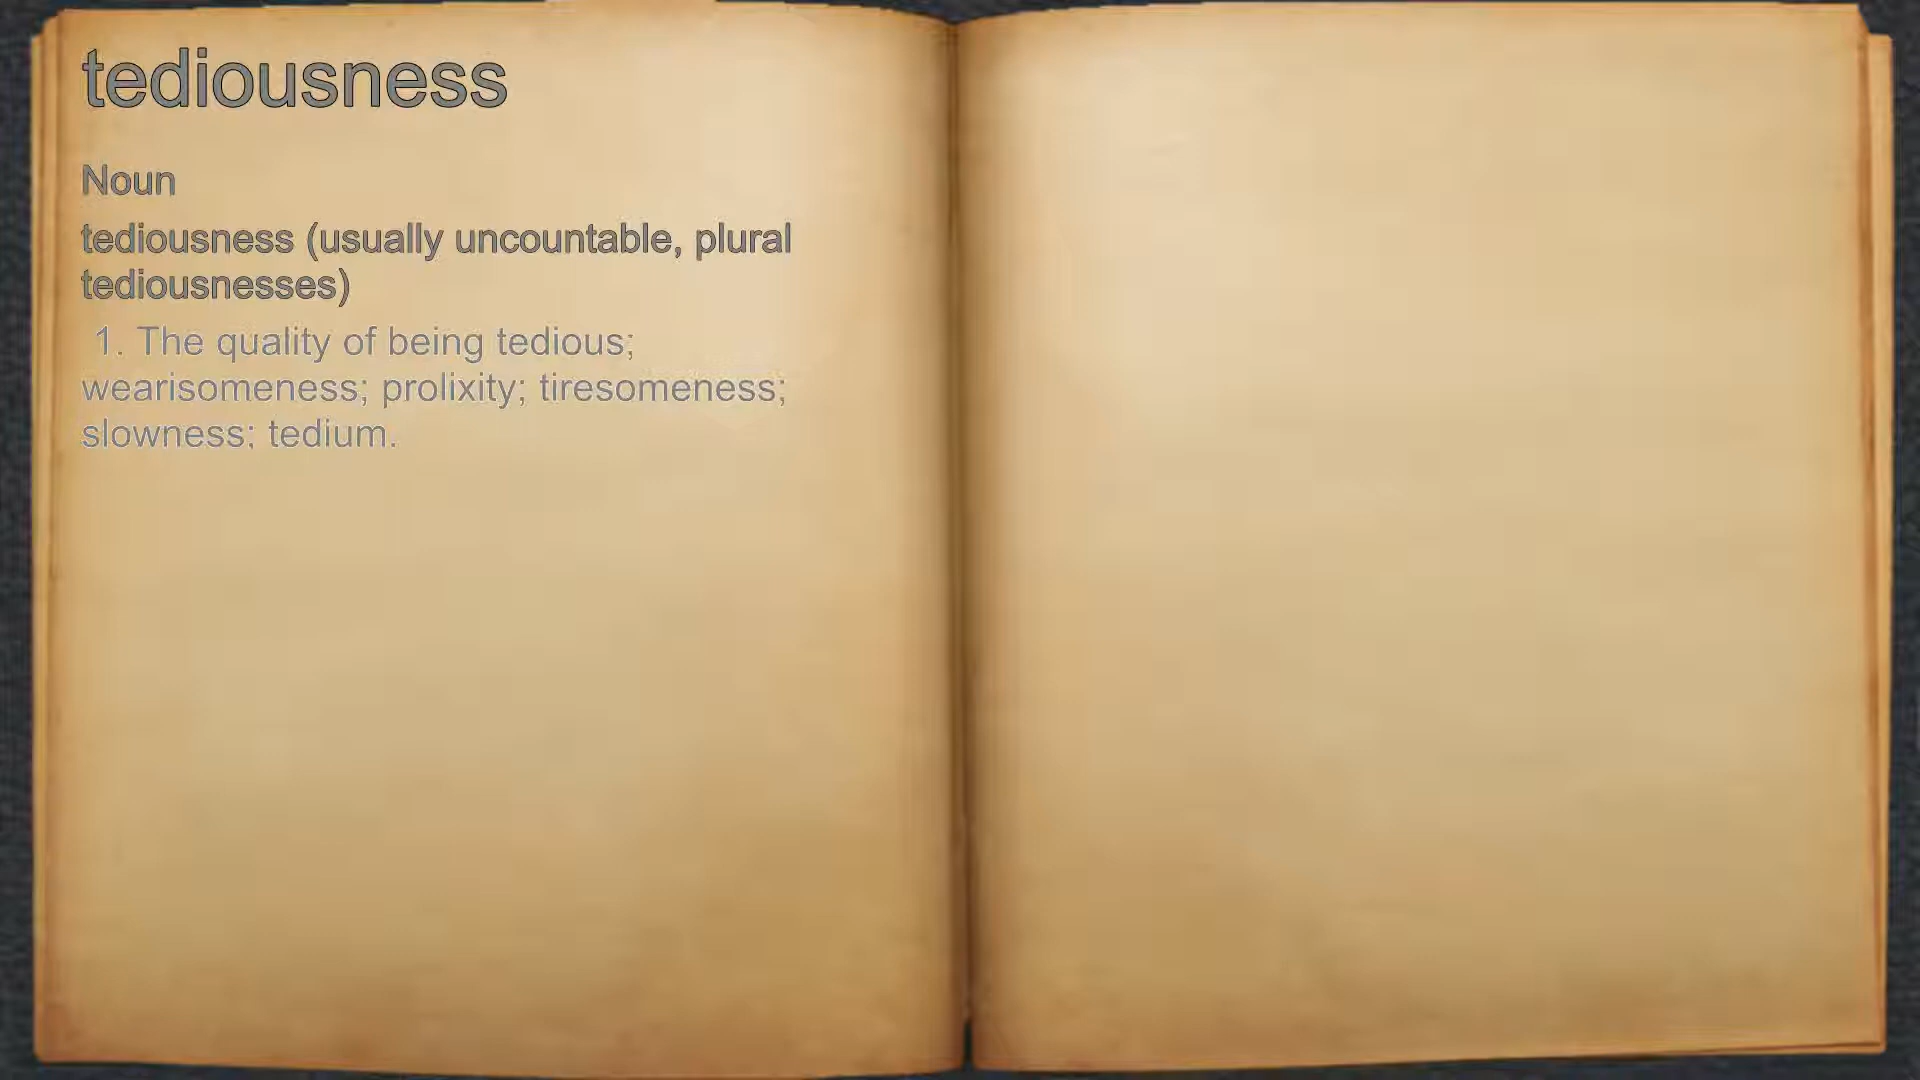 tediousness
Noun
tediousness (usually uncountable, plural
tediousnesses)
1. The quality of being tedious;
wearisomeness; prolixity; tiresomeness;
slowness; tedium.